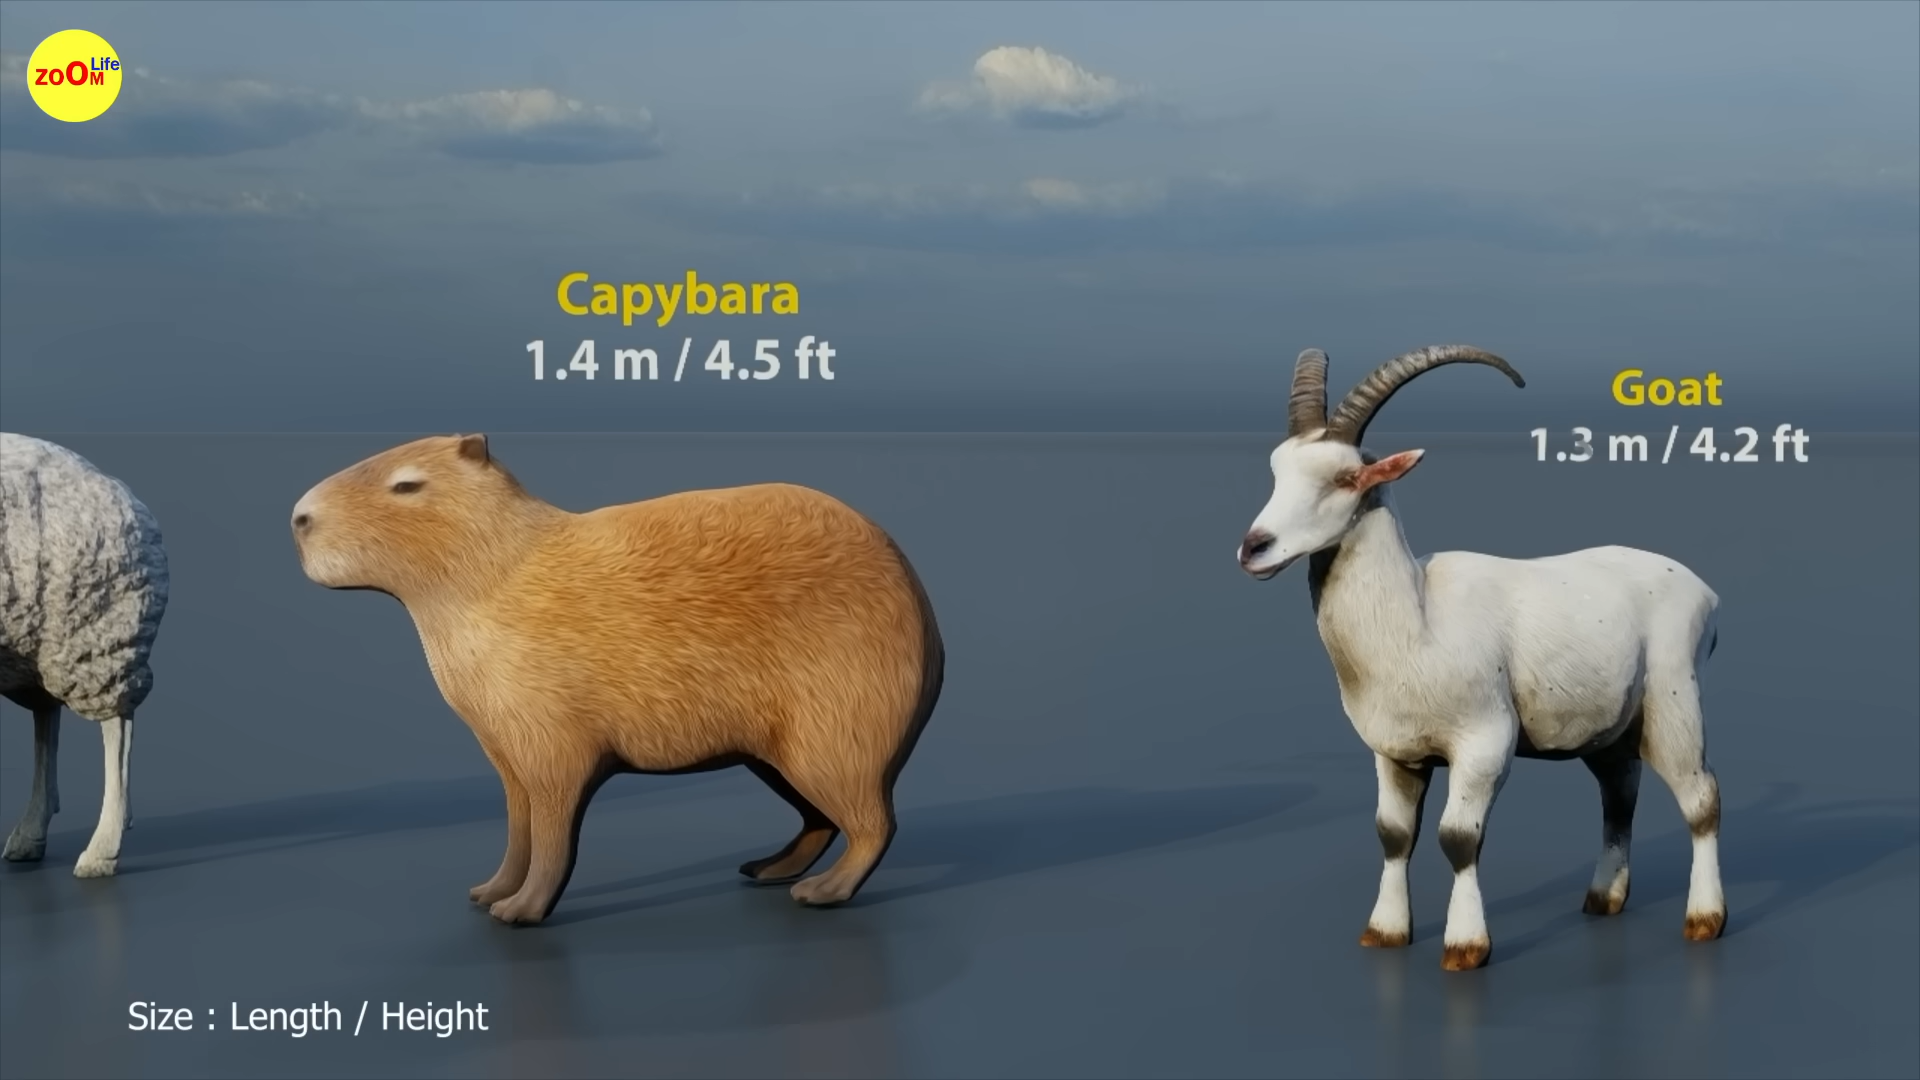 zoOM Life
Capybara
1.4 m / 4.5 ft
Goat
1.3 m / 4.2 ft
Size : Length / Height